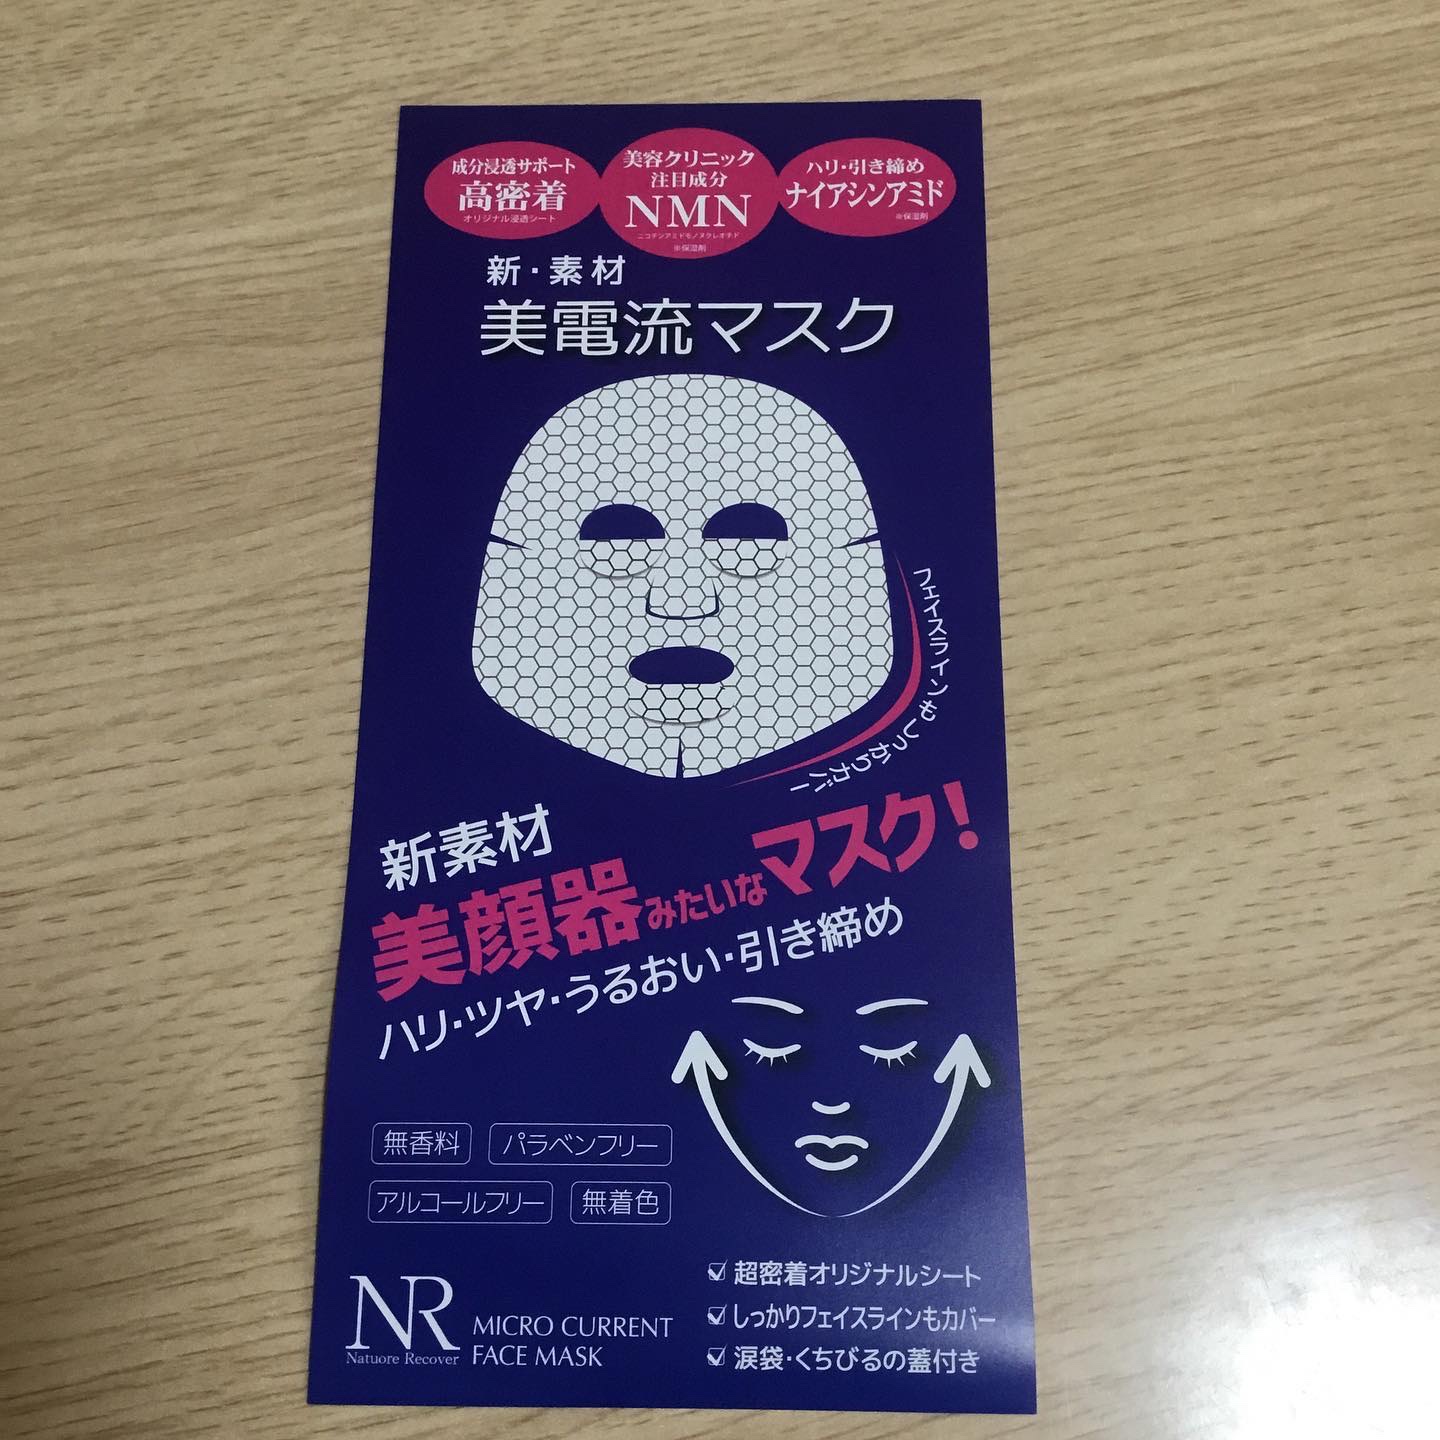 成分浸透サポート
高密着
オリジナル浸透シート
美容クリニック
注目成分
NMN
ニコチンアミドモノヌクレオチド
※保湿剤
ハリ・引き締め
ナイアシンアミド
※保湿剤
新・素材
美電流マスク
フェイスラインもしっかりカバー
新素材
美顔器みたいなマスク!
ハリ・ツヤ・うるおい・引き締め
無香料
パラベンフリー
アルコールフリー
無着色
NR
Natuore Recover
MICRO CURRENT
FACE MASK
超密着オリジナルシート
しっかりフェイスラインもカバー
涙袋・くちびるの蓋付き